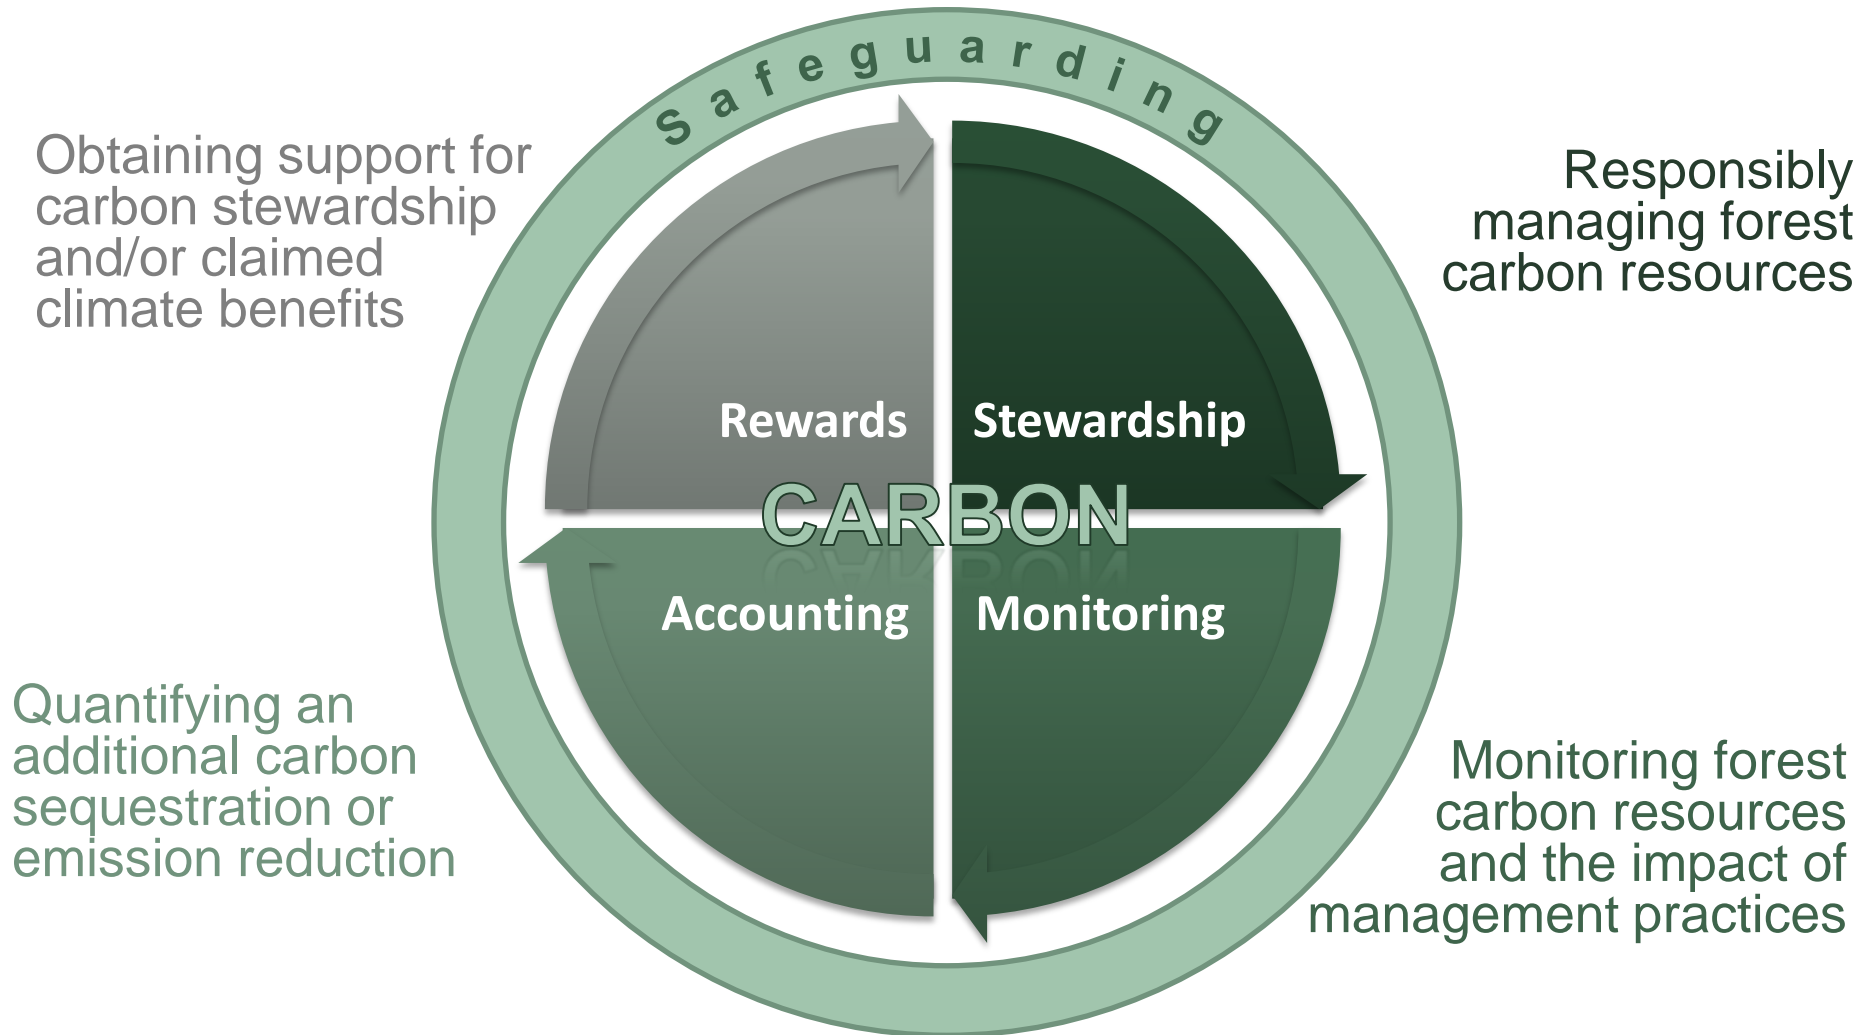 Safeguarding
Obtaining support for
carbon stewardship
and/or claimed
climate benefits
Responsibly
managing forest
carbon resources
Rewards
Stewardship
CARBON
Accounting
Monitoring
Quantifying an
additional carbon
sequestration or
emission reduction
Monitoring forest
carbon resources
and the impact of
management practices